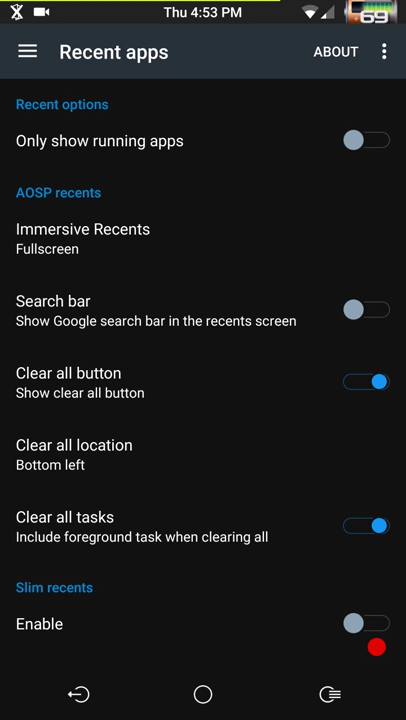 Thu 4:53 PM
69
Recent apps
ABOUT
Recent options
Only show running apps
AOSP recents
Immersive Recents
Fullscreen
Search bar
Show Google search bar in the recents screen
Clear all button
Show clear all button
Clear all location
Bottom left
Clear all tasks
Include foreground task when clearing all
Slim recents
Enable